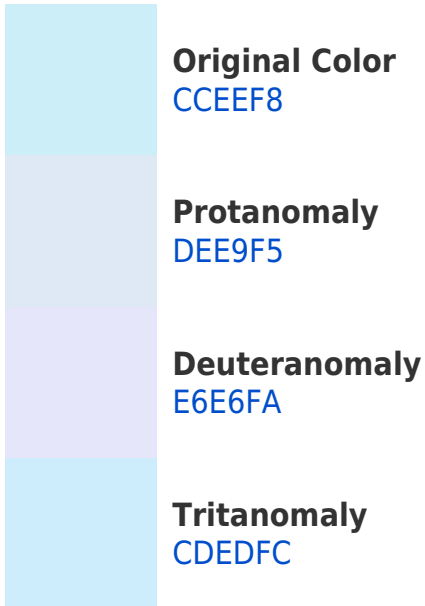 Original Color
CCEEF8
Protanomaly
DEE9F5
Deuteranomaly
E6E6FA
Tritanomaly
CDEDFC